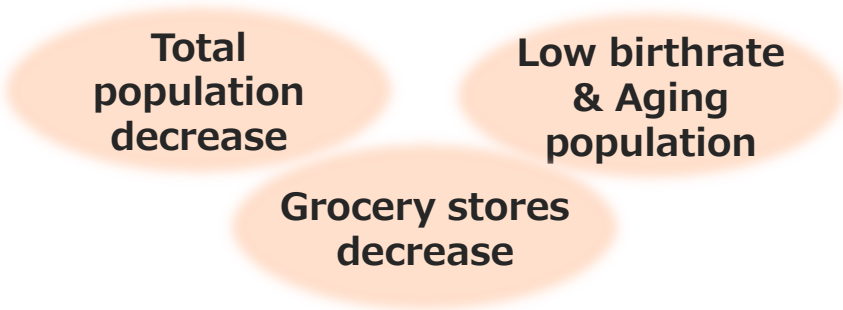 Total
population
decrease
Low birthrate
& Aging
population
Grocery stores
decrease